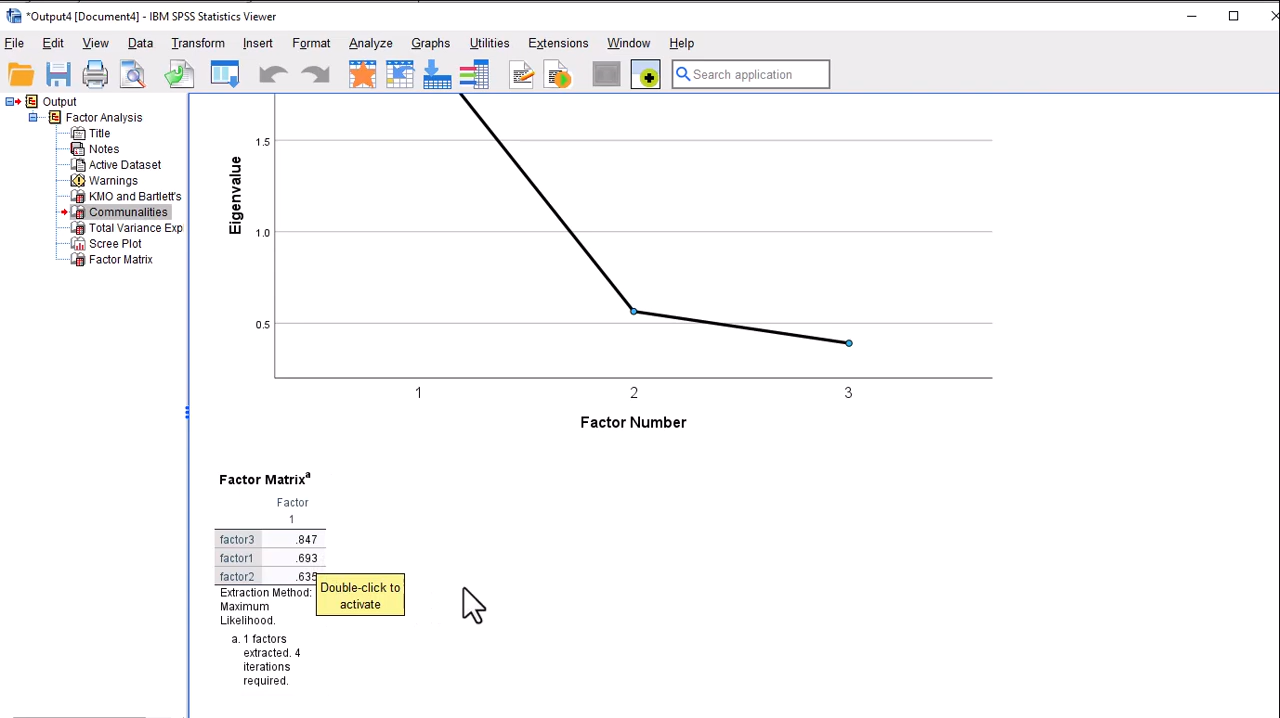 *Output4 [Document4] - IBM SPSS Statistics Viewer
File Edit View Data Transform Insert Format Analyze Graphs Utilities Extensions Window Help
Search application
Output
Factor Analysis
Title
Notes
Active Dataset
Warnings
KMO and Bartlett's
Communalities
Total Variance Exp
Scree Plot
Factor Matrix
Eigenvalue
1.5
1.0
0.5
1 2 3
Factor Number
Factor Matrixa
Factor
1
factor3 .847
factor1 .693
factor2 .635
Double-click to
activate
Extraction Method:
Maximum
Likelihood.
a. 1 factors
extracted. 4
iterations
required.